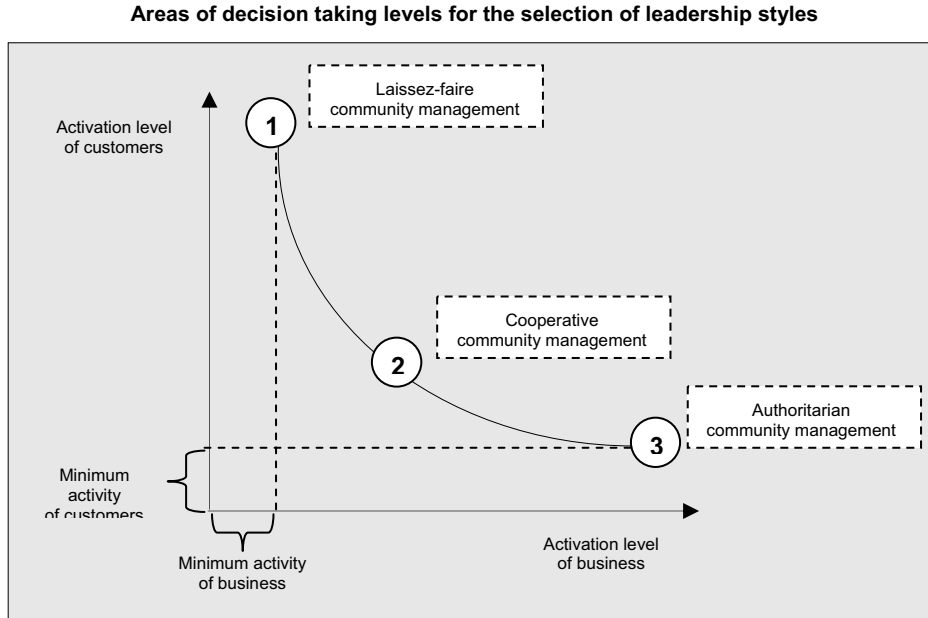 Areas of decision taking levels for the selection of leadership styles
Laissez-faire
community management
1
Activation level
of customers
Cooperative
community management
2
Authoritarian
community management
3
Minimum
activity
of customers
Minimum activity
of business
Activation level
of business